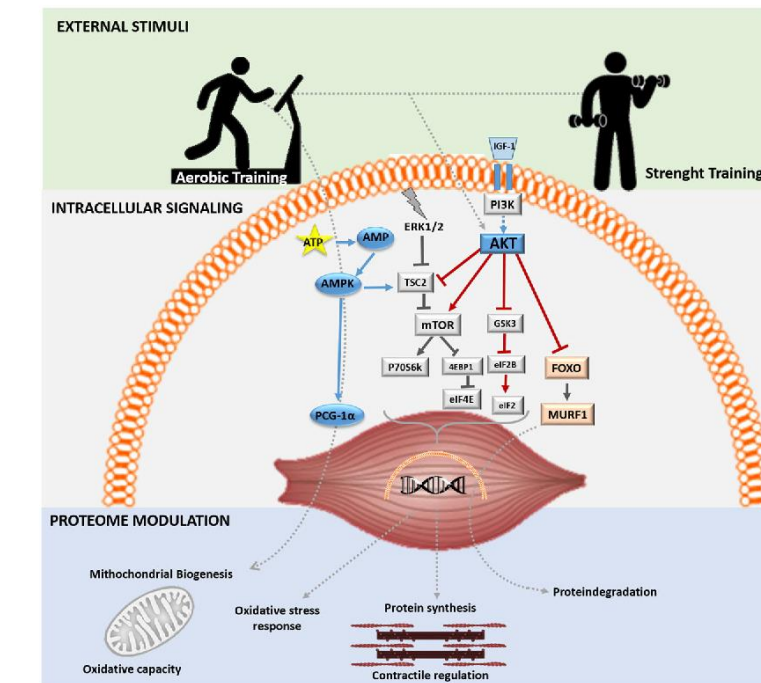 EXTERNAL STIMULI
IGF-1
Aerobic Training
Strenght Training
INTRACELLULAR SIGNALING
PI3K
ERK1/2
ATP
AMP
AKT
AMPK
TSC2
mTOR
GSK3
P70S6k
4EBP1
eIF2B
FOXO
eIF4E
eIF2
PCG-1α
MURF1
PROTEOME MODULATION
Mithochondrial Biogenesis
Proteindegradation
Oxidative stress
response
Protein synthesis
Oxidative capacity
Contractile regulation